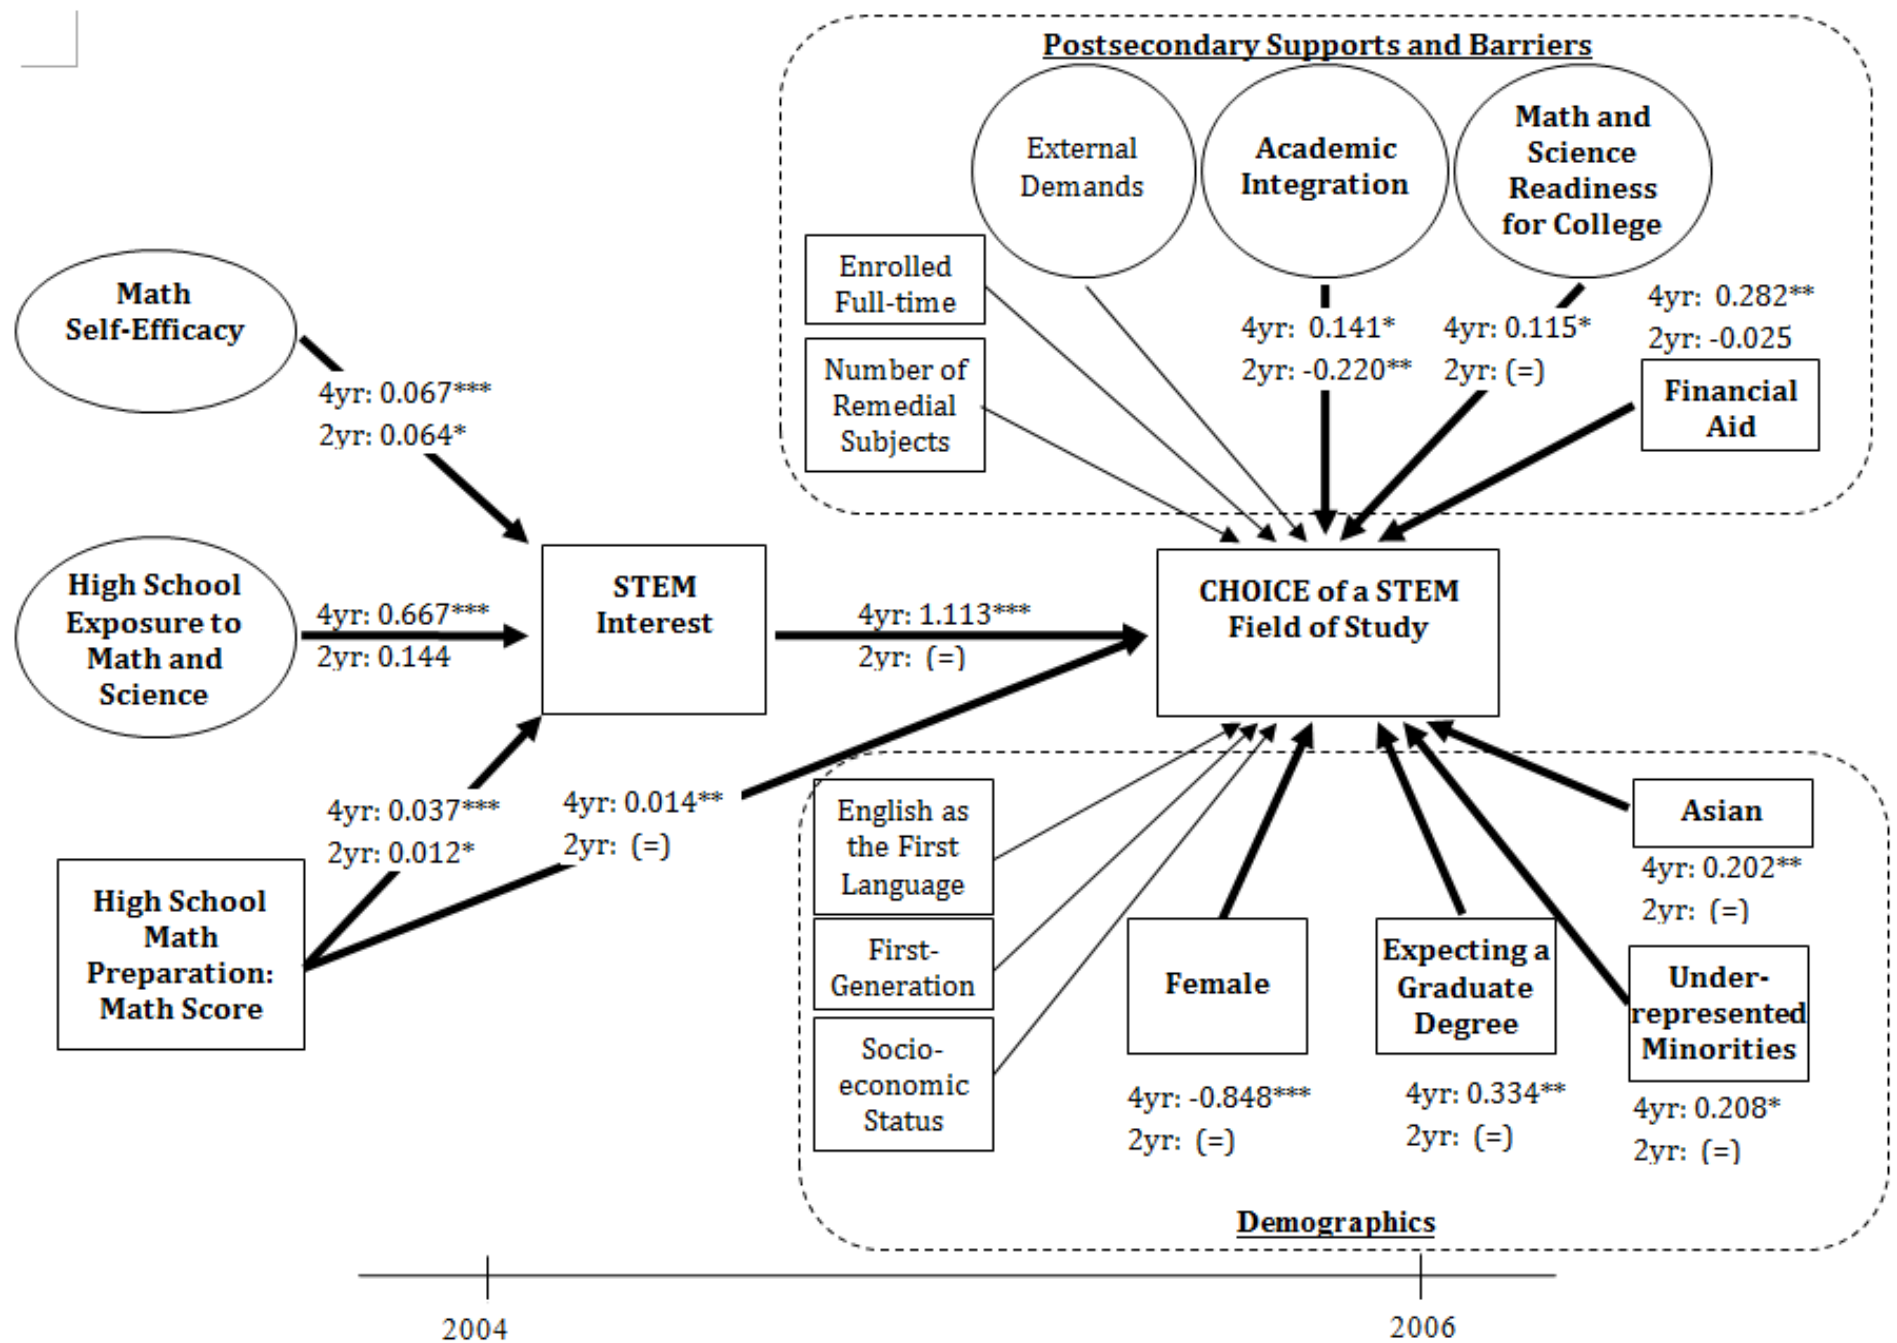 Postsecondary Supports and Barriers
External
Demands
Academic
Integration
Math and
Science
Readiness
for College
Enrolled
Full-time
Number of
Remedial
Subjects
4yr: 0.141*
2yr: -0.220**
4yr: 0.115*
2yr: (=)
4yr: 0.282**
2yr: -0.025
Financial
Aid
Math
Self-Efficacy
4yr: 0.067***
2yr: 0.064*
High School
Exposure to
Math and
Science
4yr: 0.667***
2yr: 0.144
STEM
Interest
4yr: 1.113***
2yr: (=)
CHOICE of a STEM
Field of Study
4yr: 0.037***
2yr: 0.012*
4yr: 0.014**
2yr: (=)
High School
Math
Preparation:
Math Score
English as
the First
Language
First-
Generation
Socio-
economic
Status
Female
4yr: -0.848***
2yr: (=)
Expecting a
Graduate
Degree
4yr: 0.334**
2yr: (=)
Asian
4yr: 0.202**
2yr: (=)
Under-
represented
Minorities
4yr: 0.208*
2yr: (=)
Demographics
2004
2006